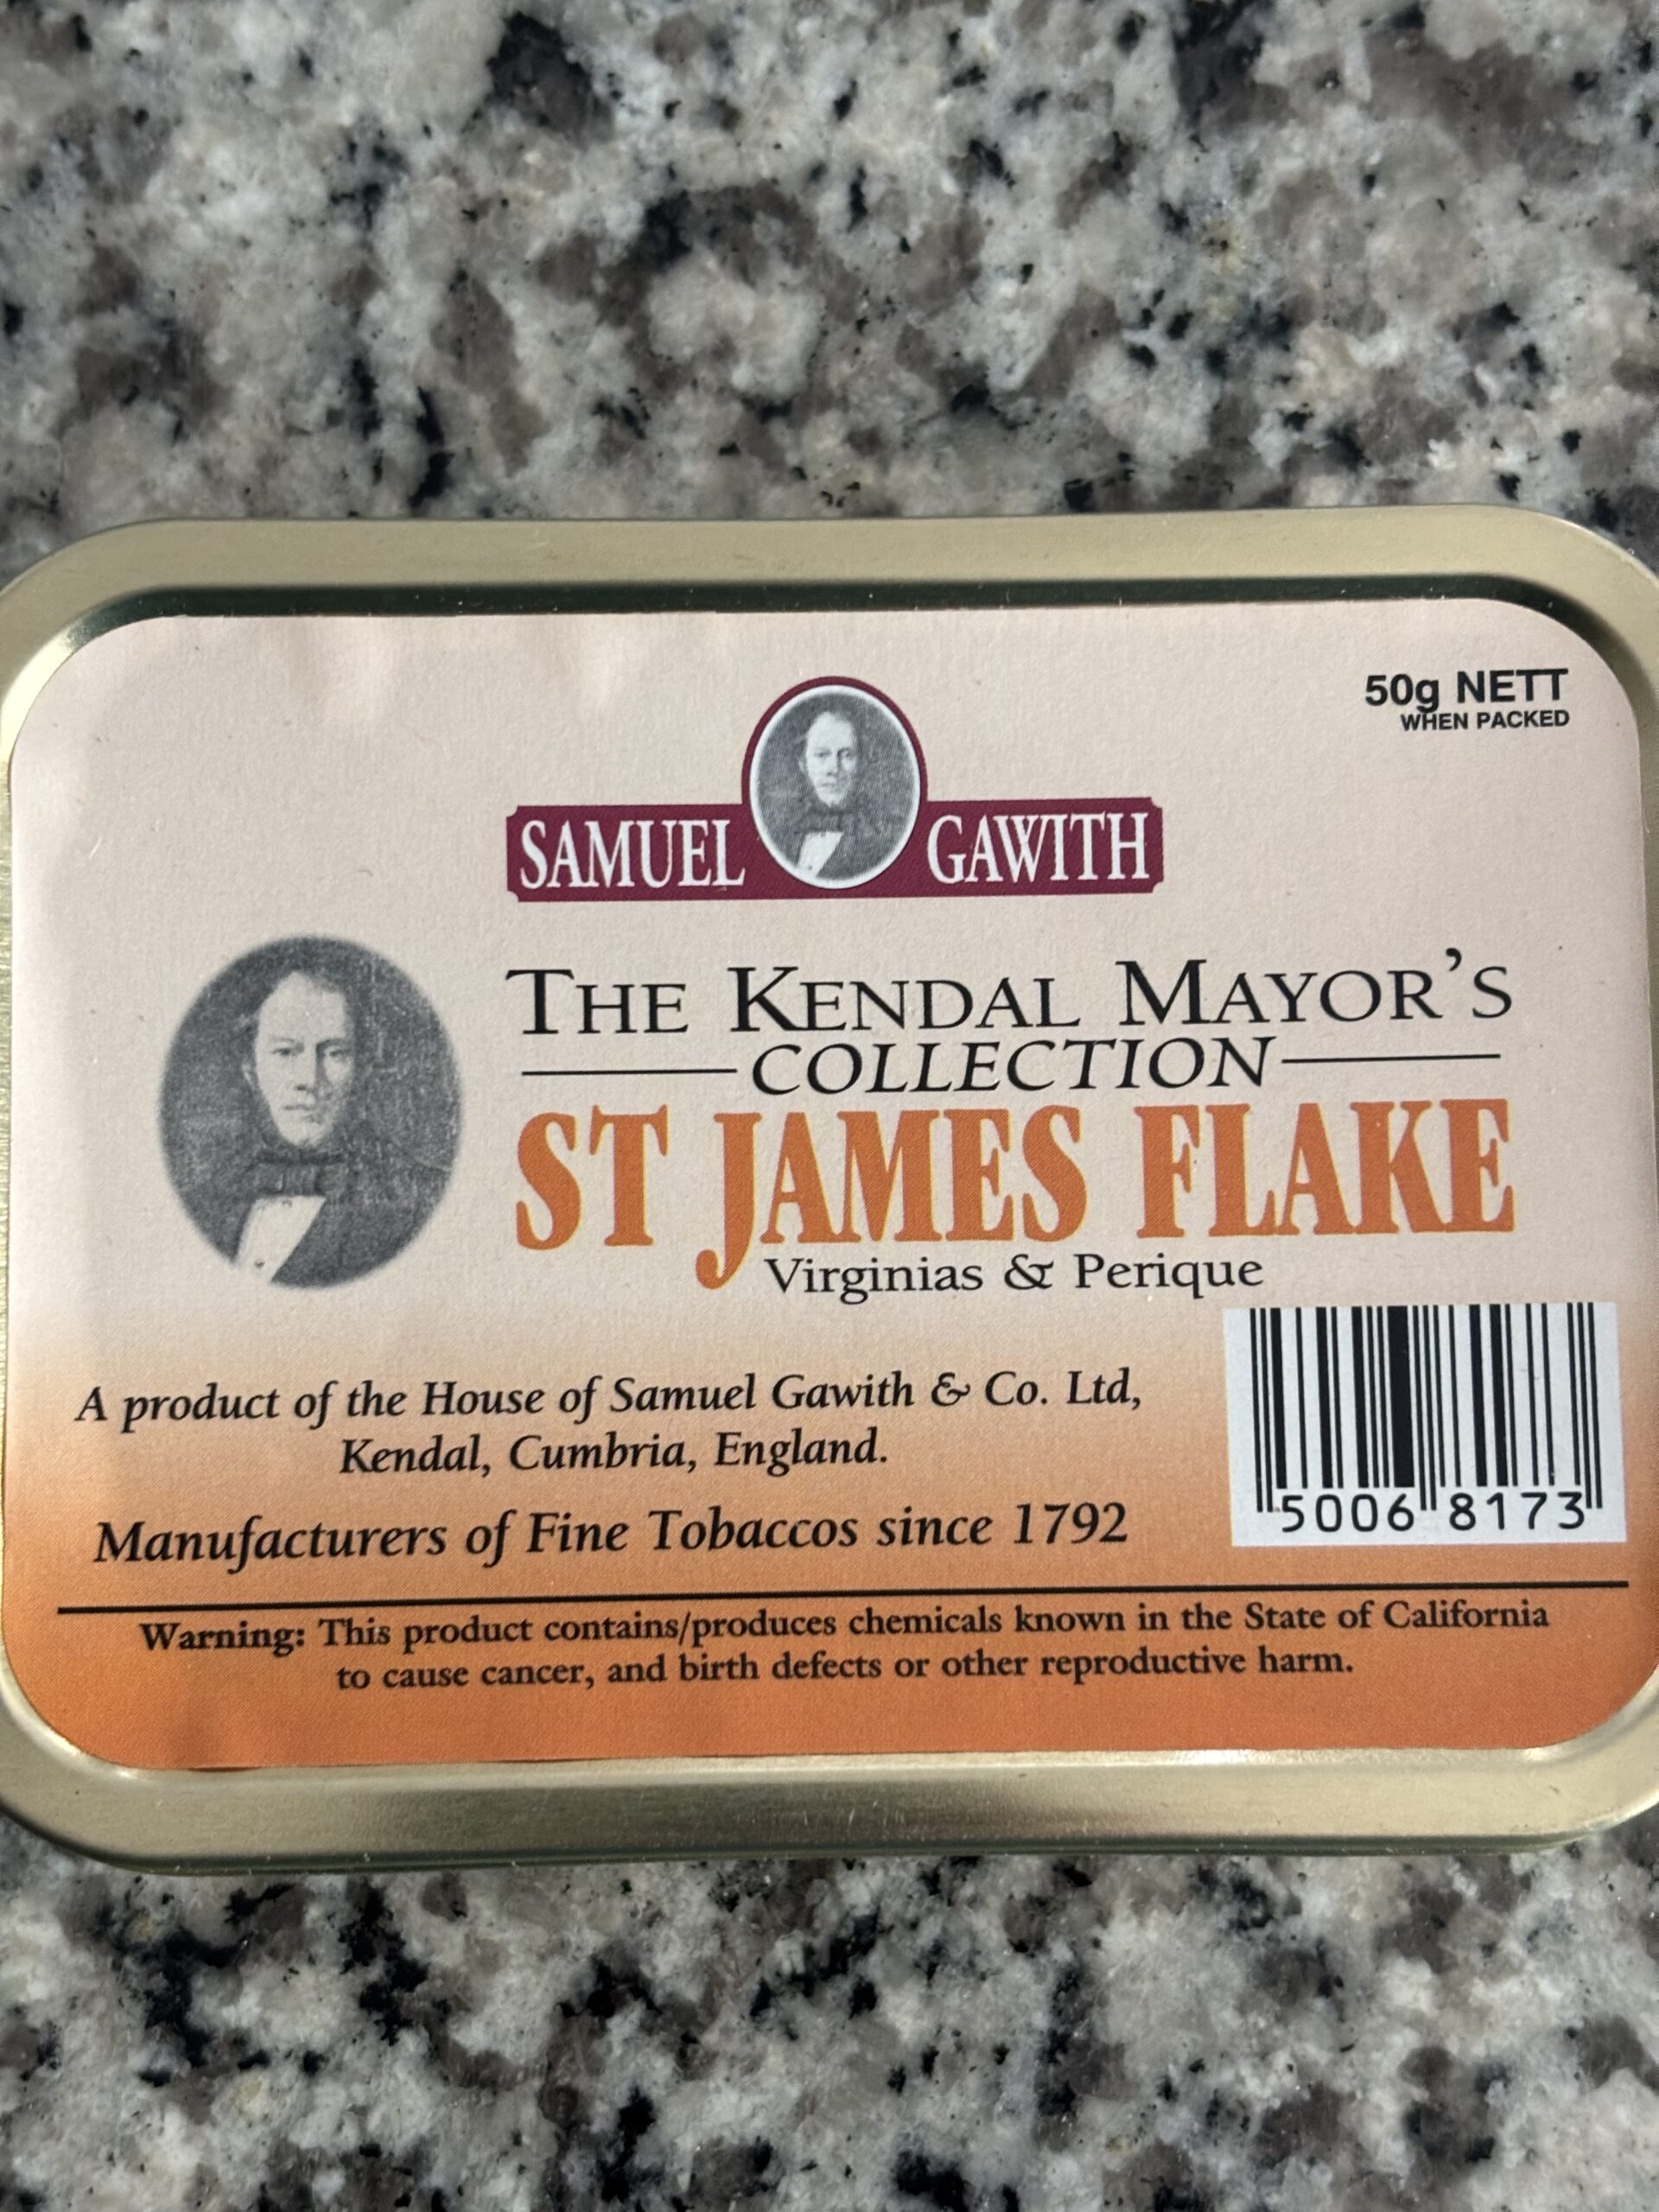 50g NETT
WHEN PACKED
SAMUEL GAWITH
THE KENDAL MAYOR'S
COLLECTION
ST JAMES FLAKE
Virginias & Perique
A product of the House of Samuel Gawith & Co. Ltd,
Kendal, Cumbria, England.
Manufacturers of Fine Tobaccos since 1792
5006 8173
Warning: This product contains/produces chemicals known in the State of California
to cause cancer, and birth defects or other reproductive harm.